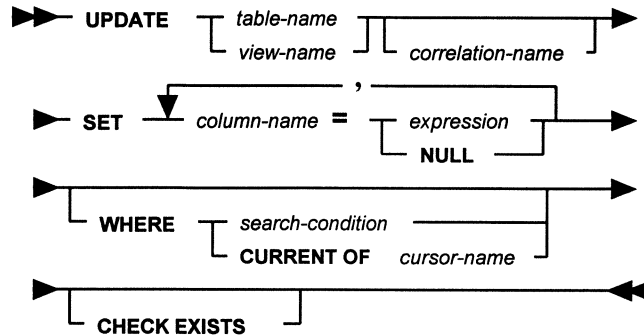 UPDATE table-name
view-name correlation-name
,
SET column-name = expression
NULL
WHERE search-condition
CURRENT OF cursor-name
CHECK EXISTS